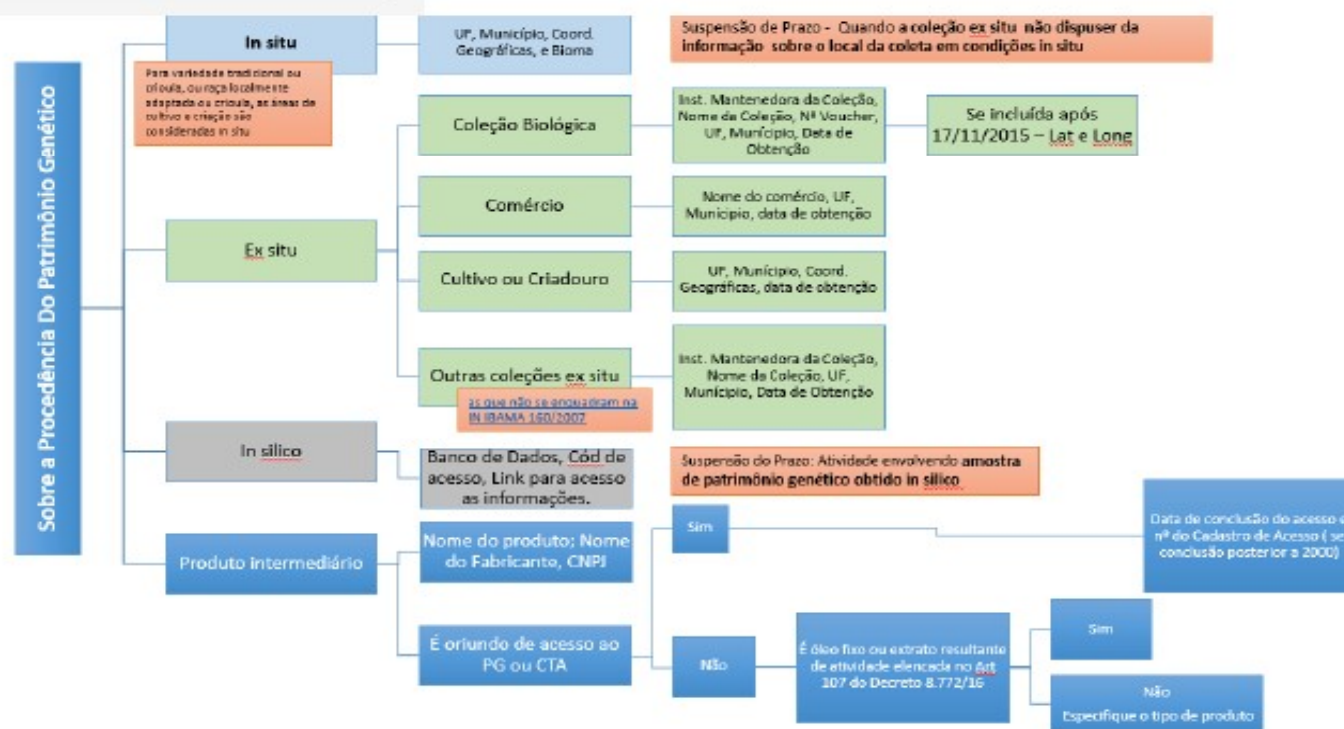 Sobre a Procedência Do Patrimônio Genético
In situ
UF, Município, Coord.
Geográficas, e Bioma
Suspensão de Prazo - Quando a coleção ex situ não dispuser da
informação sobre o local da coleta em condições in situ
Para variedade tradicional ou
crioula, ou raça localmente
adaptada ou crioula, as áreas de
cultivo e criação são
consideradas in situ
Ex situ
Coleção Biológica
Inst. Mantenedora da Coleção,
Nome da Coleção, Nº Voucher,
UF, Município, Data de
Obtenção
Se incluída após
17/11/2015 – Lat e Long
Comércio
Nome do comércio, UF,
Municipio, data de obtenção
Cultivo ou Criadouro
UF, Município, Coord.
Geográficas, data de obtenção
Outras coleções ex situ
as que não se enquadram na
IN IBAMA 160/2007
Inst. Mantenedora da Coleção,
Nome da Coleção, UF,
Município, Data de Obtenção
In silico
Banco de Dados, Cód de
acesso, Link para acesso
as informações.
Suspensão do Prazo: Atividade envolvendo amostra
de patrimônio genético obtido in silico
Produto intermediário
Nome do produto; Nome
do Fabricante, CNPJ
É oriundo de acesso ao
PG ou CTA
Sim
Data de conclusão do acesso e
nº do Cadastro de Acesso ( se
conclusão posterior a 2000)
Não
É óleo fixo ou extrato resultante
de atividade elencada no Art
107 do Decreto 8.772/16
Sim
Não
Especifique o tipo de produto